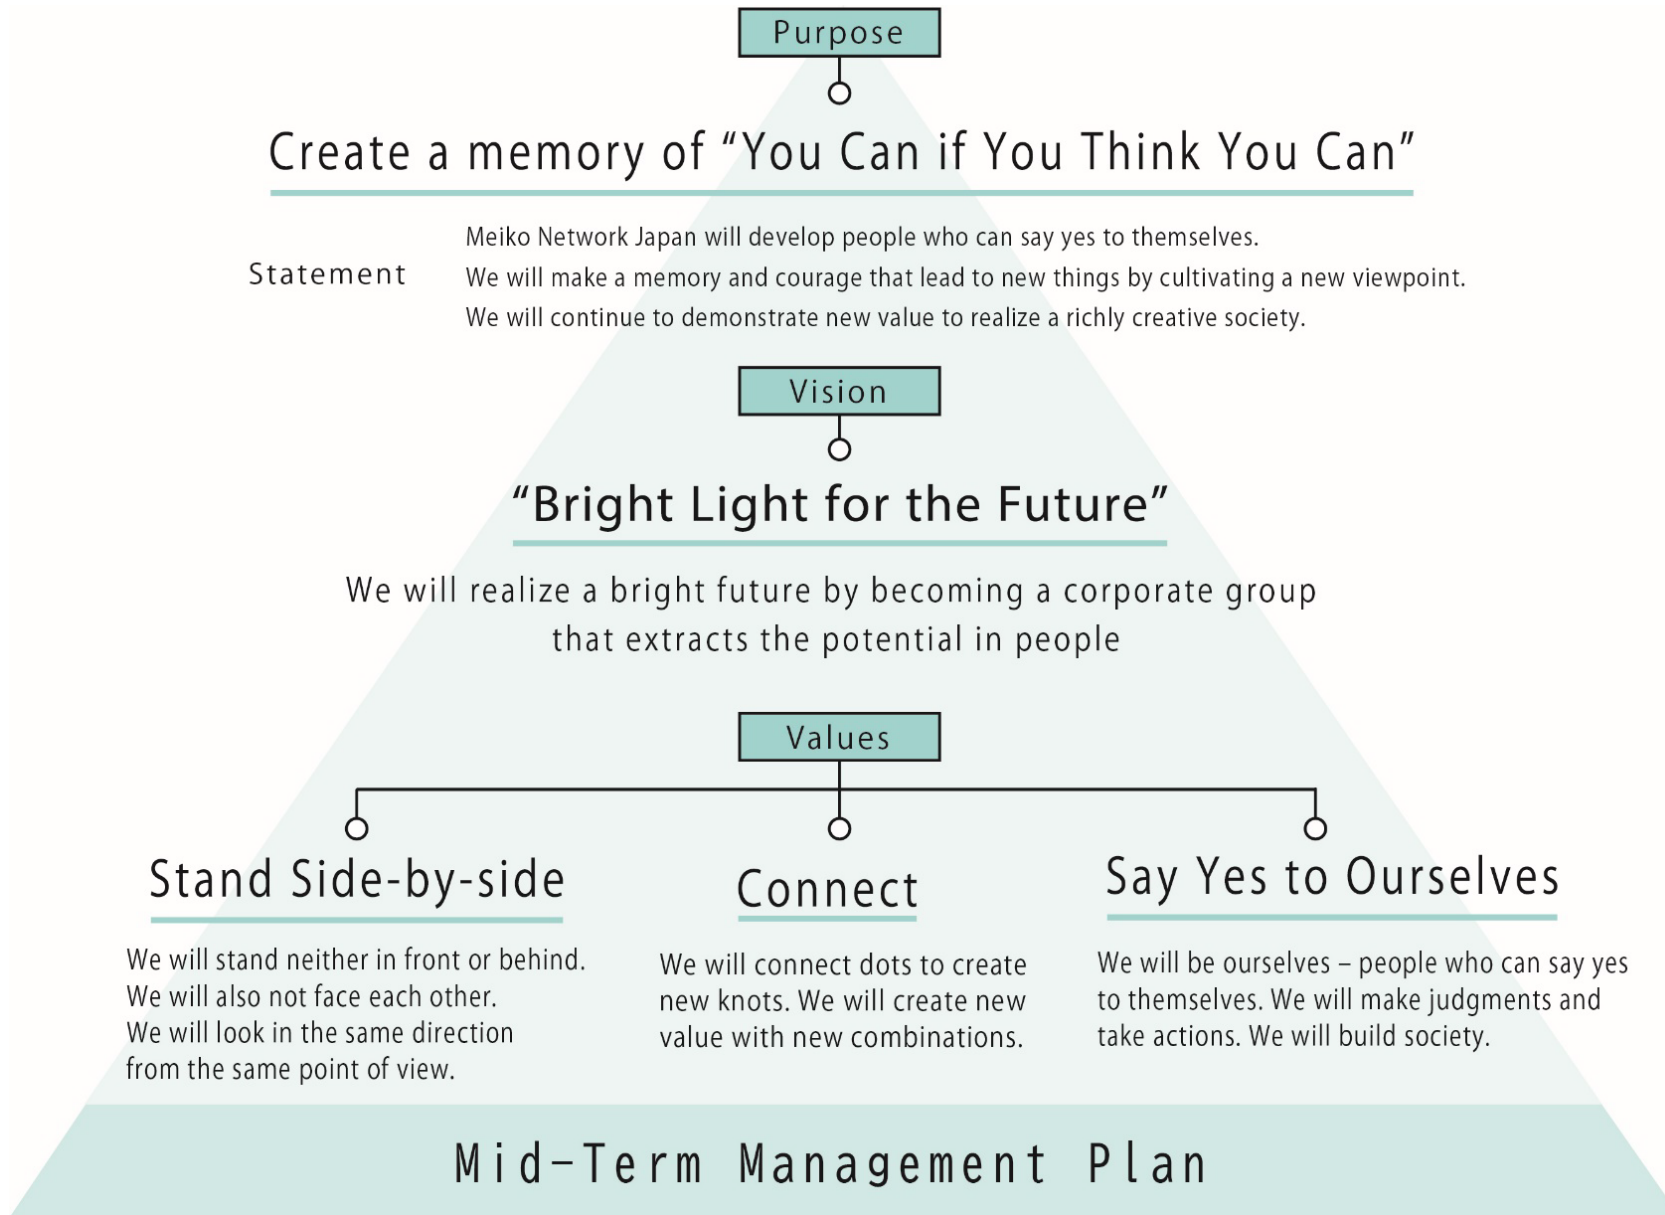 Purpose
Create a memory of “You Can if You Think You Can”
Statement
Meiko Network Japan will develop people who can say yes to themselves.
We will make a memory and courage that lead to new things by cultivating a new viewpoint.
We will continue to demonstrate new value to realize a richly creative society.
Vision
“Bright Light for the Future”
We will realize a bright future by becoming a corporate group
that extracts the potential in people
Values
Stand Side-by-side
We will stand neither in front or behind.
We will also not face each other.
We will look in the same direction
from the same point of view.
Connect
We will connect dots to create
new knots. We will create new
value with new combinations.
Say Yes to Ourselves
We will be ourselves – people who can say yes
to themselves. We will make judgments and
take actions. We will build society.
Mid-Term Management Plan